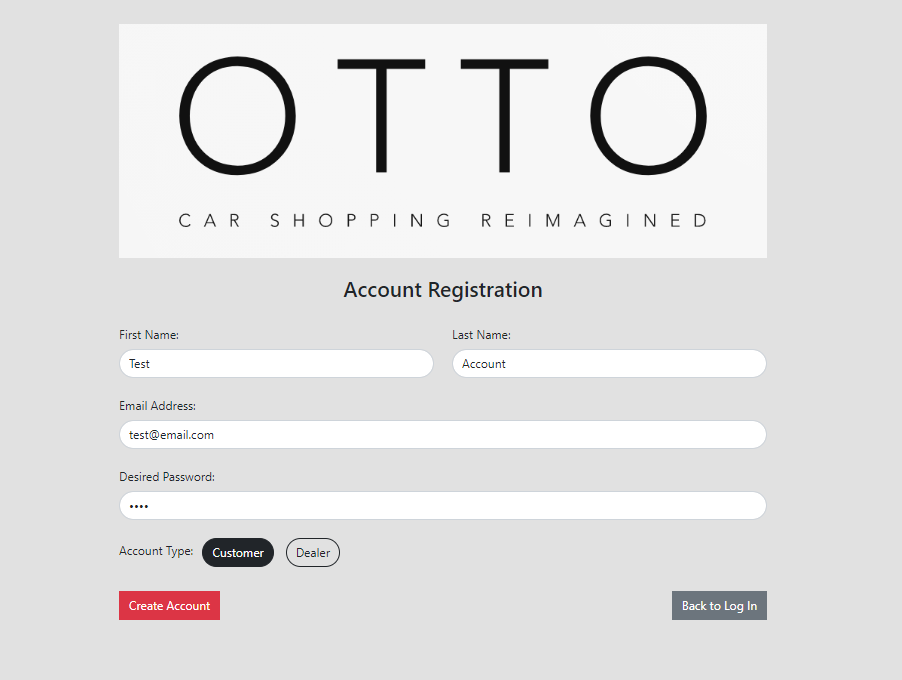 OTTO
CAR SHOPPING REIMAGINED
Account Registration
First Name: Last Name:
Test Account
Email Address:
test@email.com
Desired Password:
••••
Account Type: Customer Dealer
Create Account Back to Log In